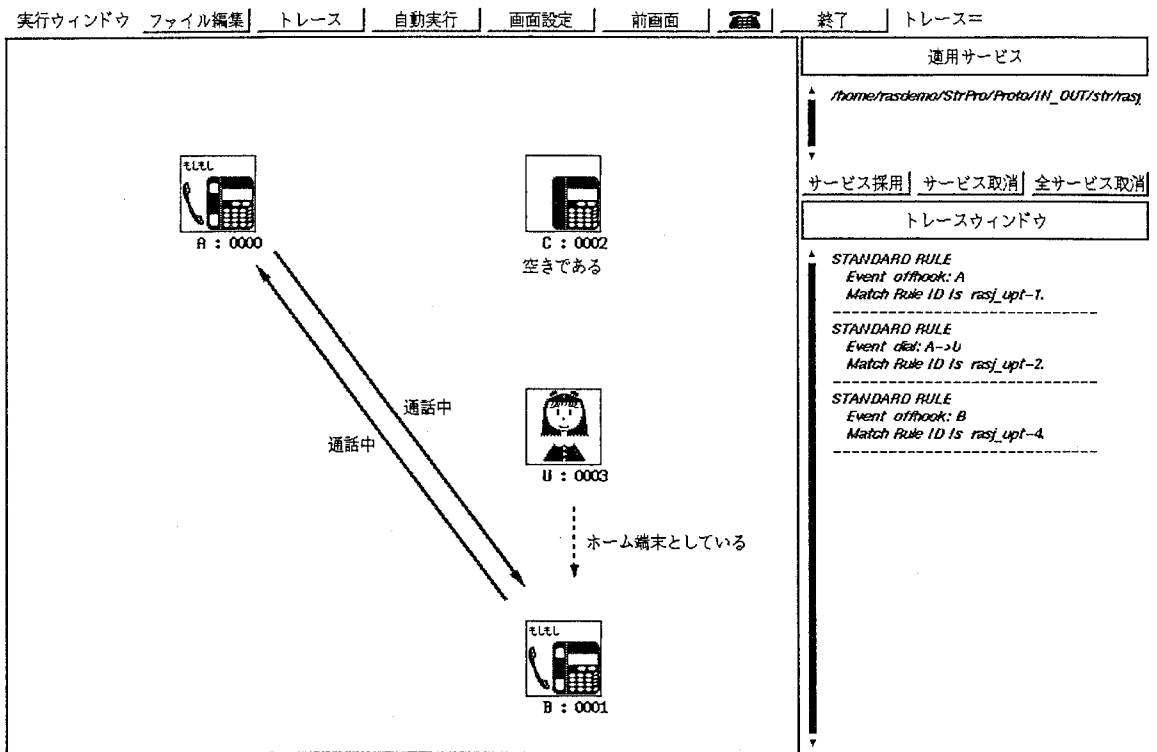 実行ウィンドウ ファイル編集 トレース 自動実行 画面設定 前画面 終了 トレース=
適用サービス
/home/rasdemo/StrPro/Proto/IN_OUT/str/rasj
サービス採用 サービス取消 全サービス取消
トレースウィンドウ
STANDARD RULE
Event offhook: A
Match Rule ID Is rasj_upt-1.
------------------------------
STANDARD RULE
Event dial: A->U
Match Rule ID Is rasj_upt-2.
------------------------------
STANDARD RULE
Event offhook: B
Match Rule ID Is rasj_upt-4.
------------------------------
もしもし
A : 0000
C : 0002
空きである
通話中
通話中
U : 0003
ホーム端末としている
もしもし
B : 0001